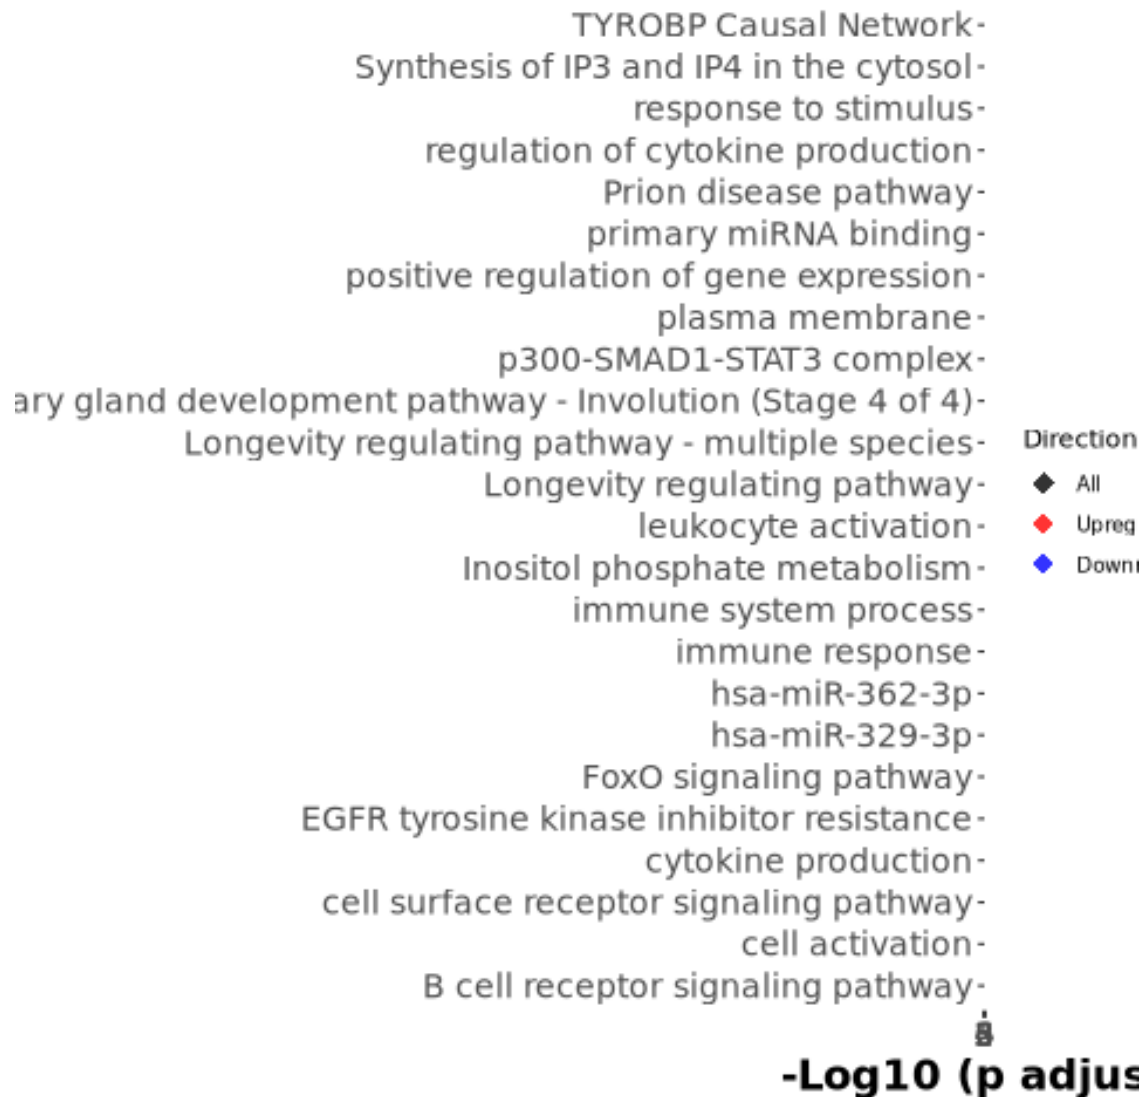 TYROBP Causal Network
Synthesis of IP3 and IP4 in the cytosol
response to stimulus
regulation of cytokine production
Prion disease pathway
primary miRNA binding
positive regulation of gene expression
plasma membrane
p300-SMAD1-STAT3 complex
ary gland development pathway - Involution (Stage 4 of 4)
Longevity regulating pathway - multiple species
Longevity regulating pathway
leukocyte activation
Inositol phosphate metabolism
immune system process
immune response
hsa-miR-362-3p
hsa-miR-329-3p
FoxO signaling pathway
EGFR tyrosine kinase inhibitor resistance
cytokine production
cell surface receptor signaling pathway
cell activation
B cell receptor signaling pathway
Direction
All
Upreg
Down
-Log10 (p adjus